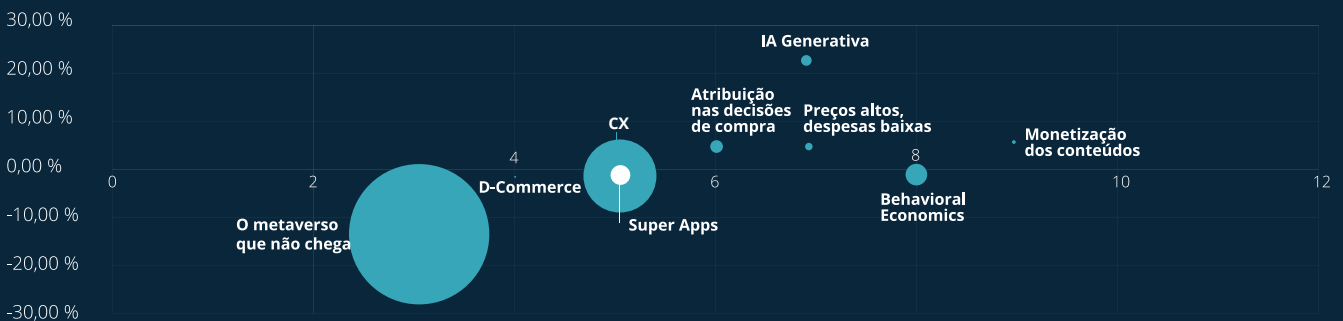 30,00 %
IA Generativa
20,00 %
Atribuição
nas decisões
de compra
Preços altos,
despesas baixas
10,00 %
CX
Monetização
dos conteúdos
4
8
0,00 %
0
2
D-Commerce
6
10
12
Behavioral
Economics
-10,00 %
O metaverso
que não chega
Super Apps
-20,00 %
-30,00 %